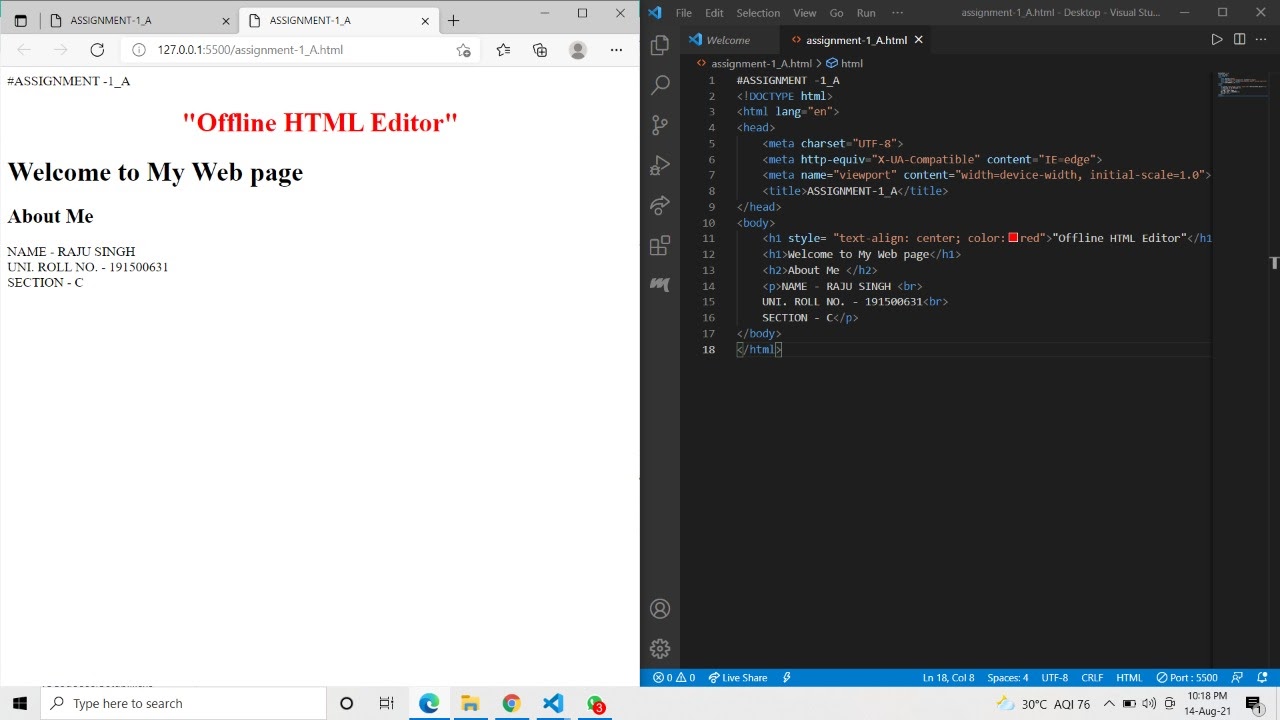 ASSIGNMENT-1_A
ASSIGNMENT-1_A
127.0.0.1:5500/assignment-1_A.html
#ASSIGNMENT -1_A
"Offline HTML Editor"
Welcome to My Web page
About Me
NAME - RAJU SINGH
UNI. ROLL NO. - 191500631
SECTION - C
File Edit Selection View Go Run ··· assignment-1_A.html - Desktop - Visual Stu...
Welcome <> assignment-1_A.html
<> assignment-1_A.html > html
1 #ASSIGNMENT -1_A
2 <!DOCTYPE html>
3 <html lang="en">
4 <head>
5 <meta charset="UTF-8">
6 <meta http-equiv="X-UA-Compatible" content="IE=edge">
7 <meta name="viewport" content="width=device-width, initial-scale=1.0">
8 <title>ASSIGNMENT-1_A</title>
9 </head>
10 <body>
11 <h1 style= "text-align: center; color:red">"Offline HTML Editor"</h1
12 <h1>Welcome to My Web page</h1>
13 <h2>About Me </h2>
14 <p>NAME - RAJU SINGH <br>
15 UNI. ROLL NO. - 191500631<br>
16 SECTION - C</p>
17 </body>
18 </html>
0 0 Live Share Ln 18, Col 8 Spaces: 4 UTF-8 CRLF HTML Port : 5500
Type here to search 3 30°C AQI 76 10:18 PM
14-Aug-21 1